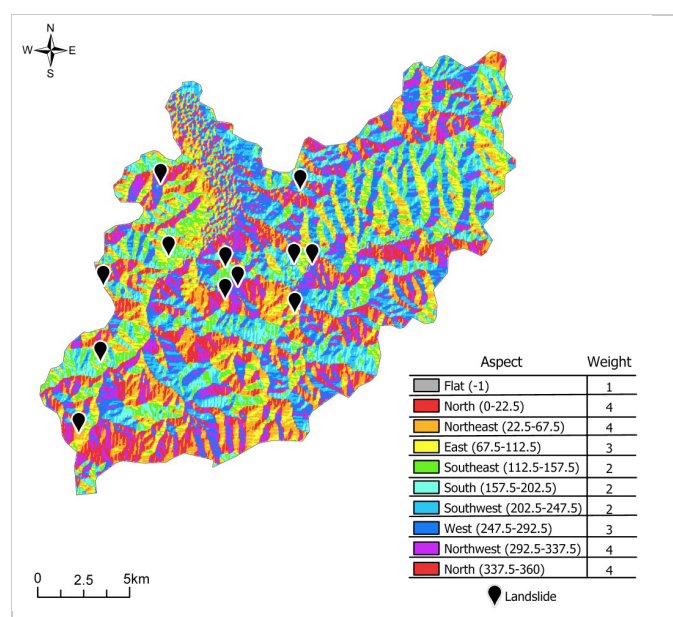 N
W E
S
Aspect Weight
Flat (-1) 1
North (0-22.5) 4
Northeast (22.5-67.5) 4
East (67.5-112.5) 3
Southeast (112.5-157.5) 2
South (157.5-202.5) 2
Southwest (202.5-247.5) 2
West (247.5-292.5) 3
Northwest (292.5-337.5) 4
North (337.5-360) 4
Landslide
0 2.5 5km